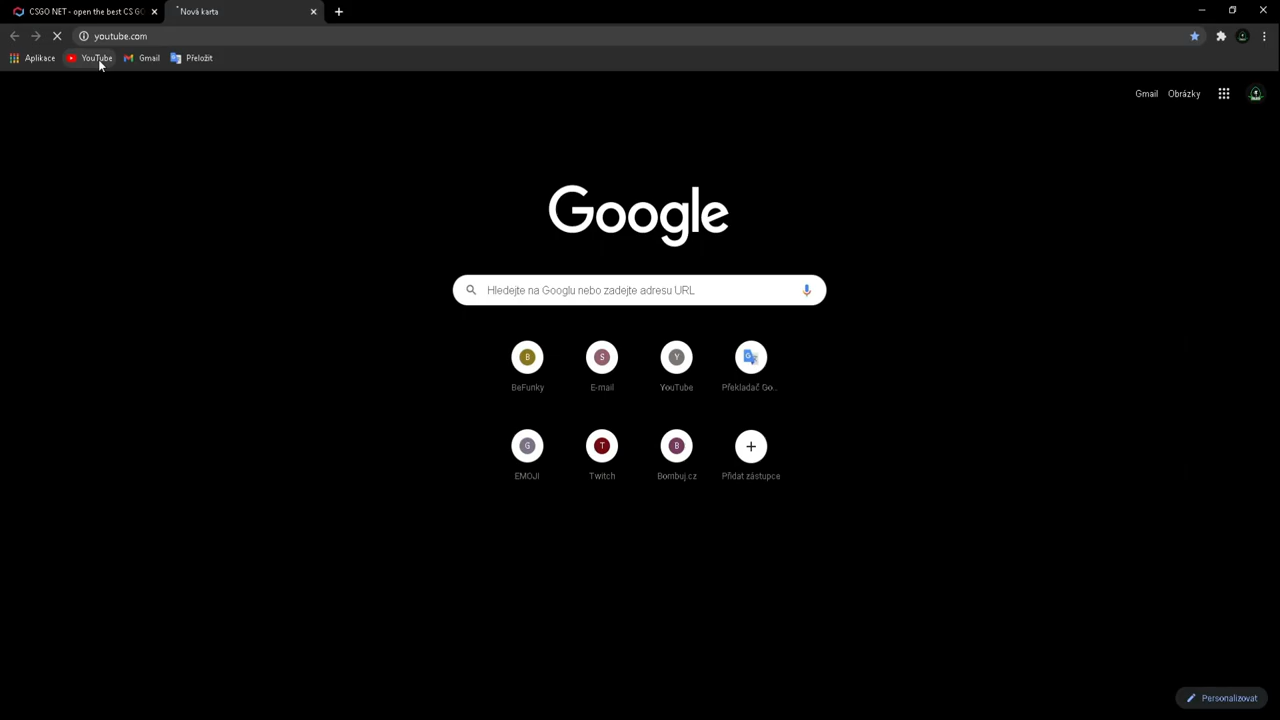 CSGO NET - open the best CS GO
Nová karta
youtube.com
Aplikace
YouTube
Gmail
Přeložit
Gmail
Obrázky
Google
Hledejte na Googlu nebo zadejte adresu URL
B
S
Y
G
BeFunky
E-mail
YouTube
Překladač Go...
G
T
B
EMOJI
Twitch
Bombuj.cz
Přidat zástupce
Personalizovat